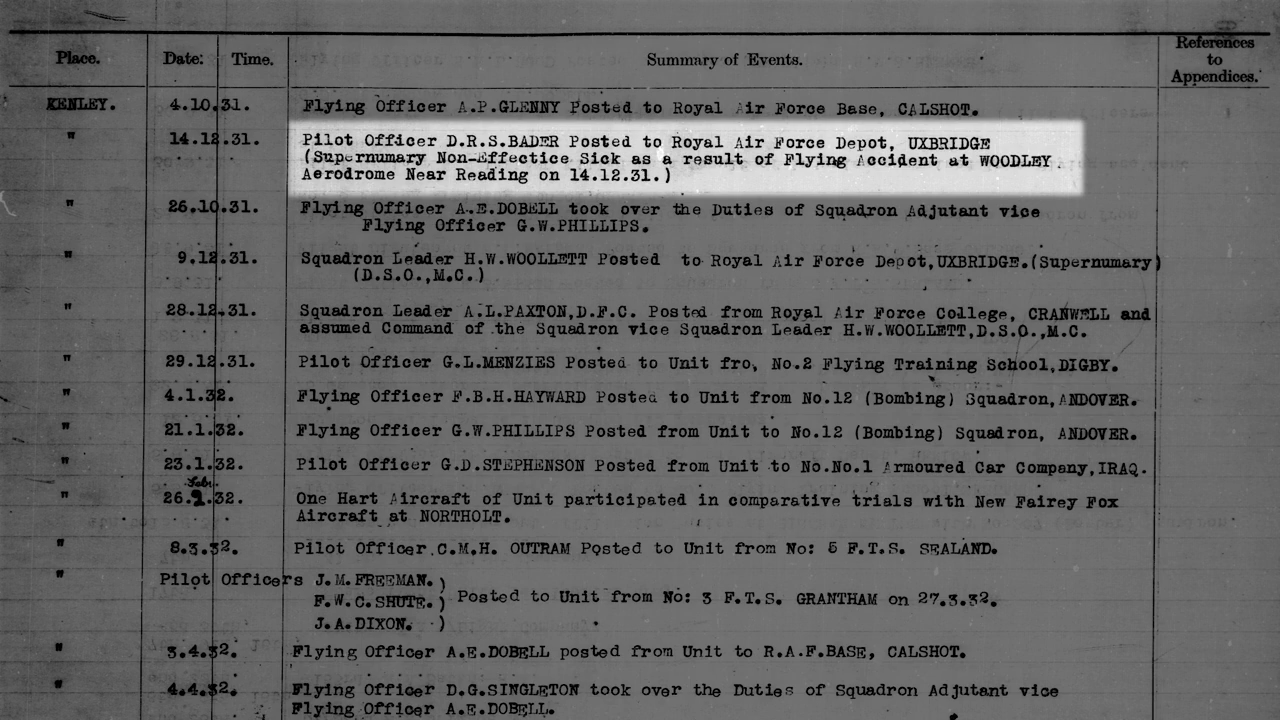 Place. Date: Time. Summary of Events. References to Appendices.
KENLEY. 4.10.31. Flying Officer A.P.GLENNY Posted to Royal Air Force Base, CALSHOT.
" 14.12.31. Pilot Officer D.R.S.BADER Posted to Royal Air Force Depot, UXBRIDGE
(Supernumary Non-Effectice Sick as a result of Flying Accident at WOODLEY
Aerodrome Near Reading on 14.12.31.)
" 26.10.31. Flying Officer A.E.DOBELL took over the Duties of Squadron Adjutant vice
Flying Officer G.W.PHILLIPS.
" 9.12.31. Squadron Leader H.W.WOOLLETT Posted to Royal Air Force Depot,UXBRIDGE.(Supernumary)
(D.S.O.,M.C.)
" 28.12.31. Squadron Leader A.L.PAXTON,D.F.C. Posted from Royal Air Force College, CRANWELL and
assumed Command of the Squadron vice Squadron Leader H.W.WOOLLETT,D.S.O.,M.C.
" 29.12.31. Pilot Officer G.L.MENZIES Posted to Unit fro, No.2 Flying Training School,DIGBY.
" 4.1.32. Flying Officer F.B.H.HAYWARD Posted to Unit from No.12 (Bombing) Squadron,ANDOVER.
" 21.1.32. Flying Officer G.W.PHILLIPS Posted from Unit to No.12 (Bombing) Squadron, ANDOVER.
" 23.1.32. Pilot Officer G.D.STEPHENSON Posted from Unit to No.No.1 Armoured Car Company,IRAQ.
" 26.2.32. One Hart Aircraft of Unit participated in comparative trials with New Fairey Fox
Aircraft at NORTHOLT.
" 8.3.32. Pilot Officer C.M.H. OUTRAM Posted to Unit from No: 5 F.T.S. SEALAND.
" Pilot Officers J.M.FREEMAN. )
F.W.C.SHUTE. ) Posted to Unit from No: 3 F.T.S. GRANTHAM on 27.3.32.
J.A.DIXON. )
" 3.4.32. Flying Officer A.E.DOBELL posted from Unit to R.A.F.BASE, CALSHOT.
" 4.4.32. Flying Officer D.G.SINGLETON took over the Duties of Squadron Adjutant vice
Flying Officer A.E.DOBELL.